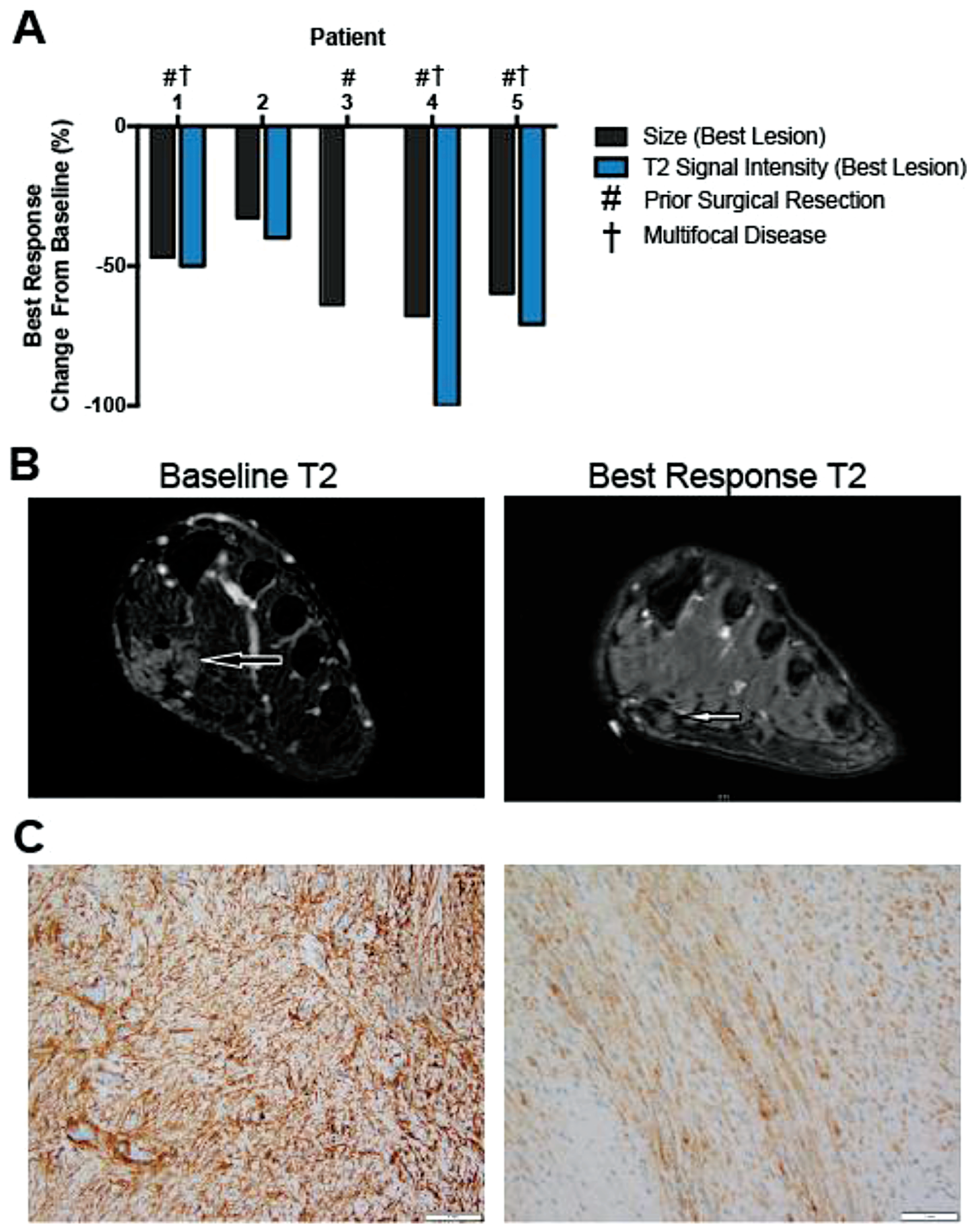 A
Patient
#† # #† #†
1 2 3 4 5
0
-50
-100
Best Response
Change From Baseline (%)
Size (Best Lesion)
T2 Signal Intensity (Best Lesion)
# Prior Surgical Resection
† Multifocal Disease
B
Baseline T2
Best Response T2
C